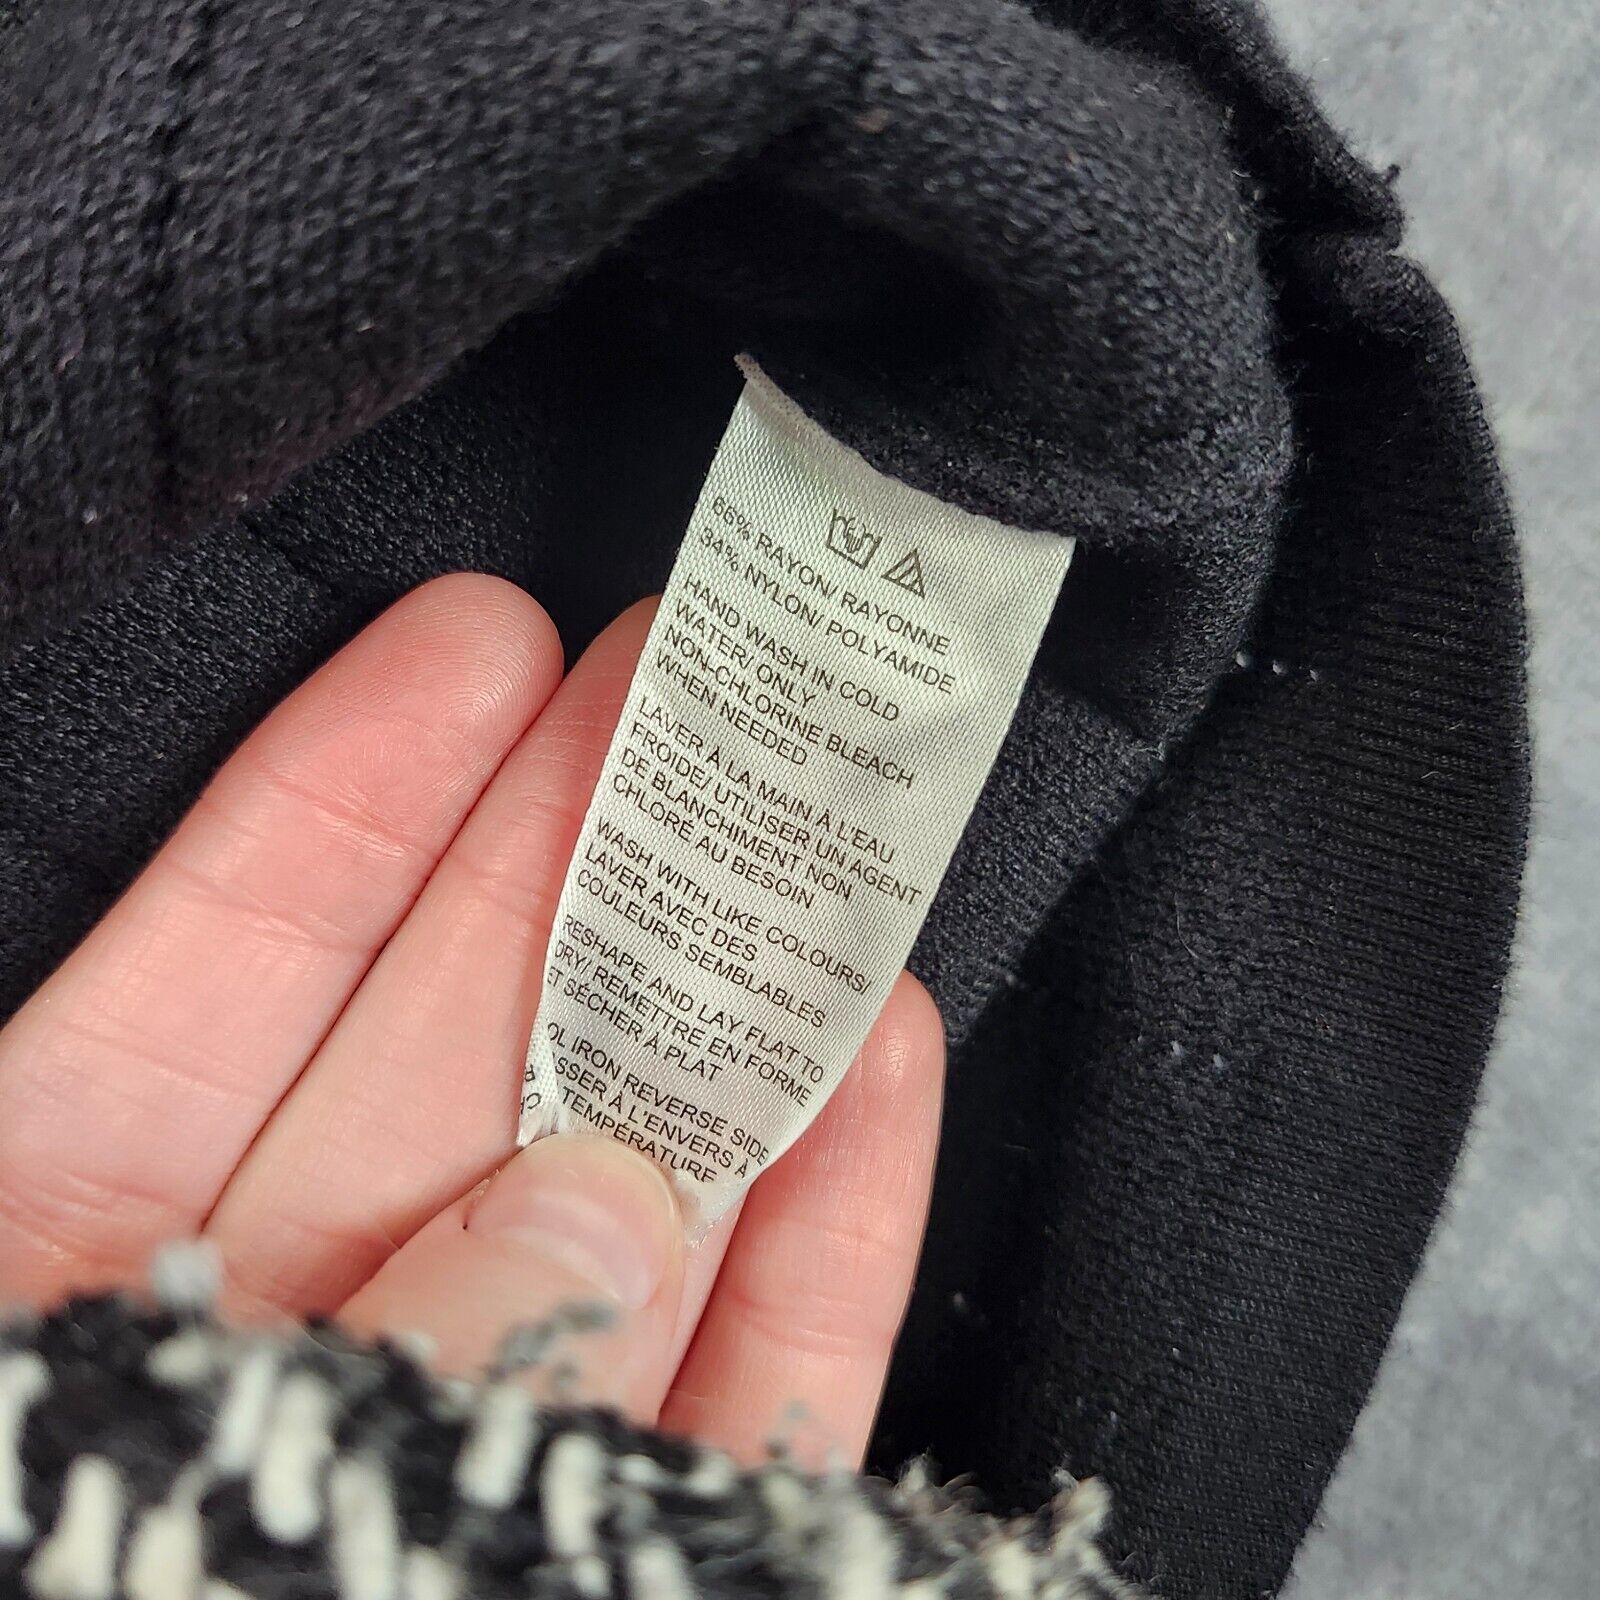 66% RAYON/ RAYONNE
34% NYLON/ POLYAMIDE
HAND WASH IN COLD
WATER/ ONLY
NON-CHLORINE BLEACH
WHEN NEEDED
LAVER À LA MAIN À L'EAU
FROIDE/ UTILISER UN AGENT
DE BLANCHIMENT NON
CHLORÉ AU BESOIN
WASH WITH LIKE COLOURS/
LAVER AVEC DES
COULEURS SEMBLABLES
RESHAPE AND LAY FLAT TO
DRY/ REMETTRE EN FORME
ET SÉCHER À PLAT
OL IRON REVERSE SIDE
SSER À L'ENVERS À
TEMPÉRATURE